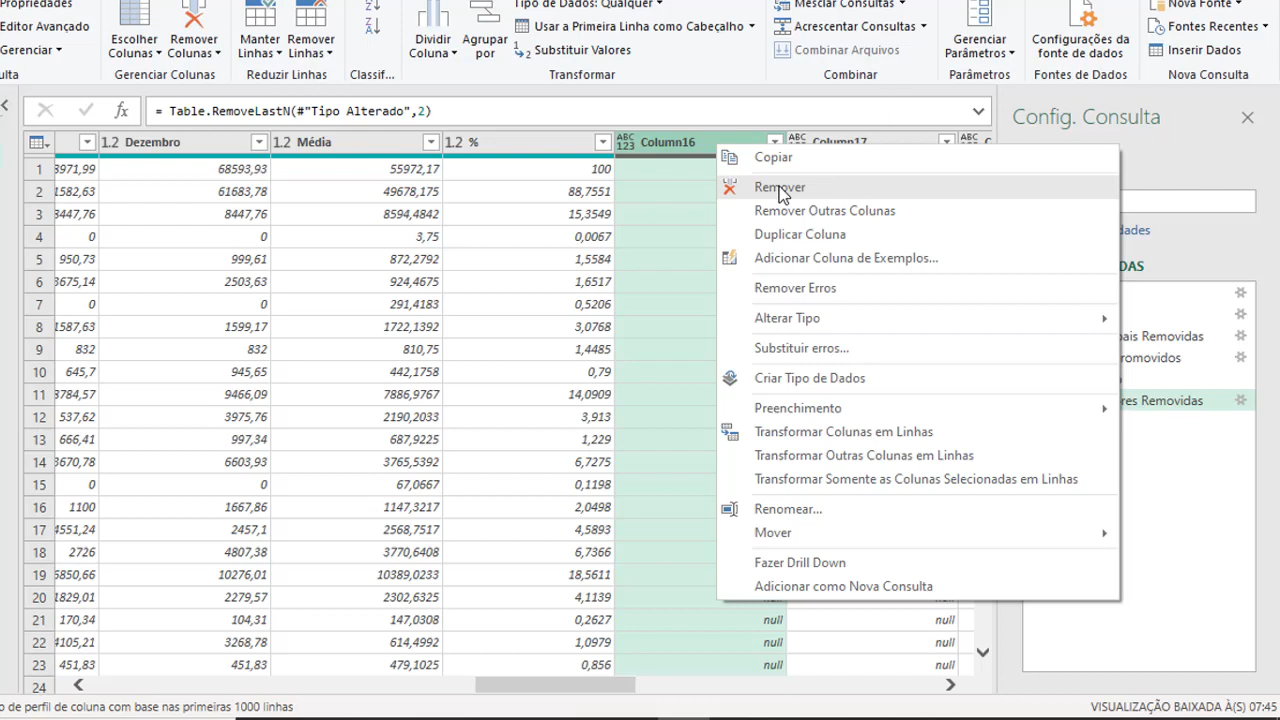 Propriedades
Editor Avança
Gerenciar
ulta
Escolher Colunas
Remover Colunas
Gerenciar Colunas
Manter Linhas
Remover Linhas
Reduzir Linhas
Classif...
Dividir Coluna
Agrupar por
Tipo de Dados: Qualquer
Usar a Primeira Linha como Cabeçalho
Substituir Valores
Transformar
Mesclar Consultas
Acrescentar Consultas
Combinar Arquivos
Combinar
Gerenciar Parâmetros
Parâmetros
Configurações da fonte de dados
Fontes de Dados
Nova Fonte
Fontes Recentes
Inserir Dados
Nova Consulta
fx = Table.RemoveLastN(#"Tipo Alterado",2)
1.2 Dezembro 1.2 Média 1.2 % ABC 123 Column16 ABC 123 Column17 ABC 123 C
1 3971,99 68593,93 55972,17 100
2 1582,63 61683,78 49678,175 88,7551
3 3447,76 8447,76 8594,4842 15,3549
4 0 0 3,75 0,0067
5 950,73 999,61 872,2792 1,5584
6 3675,14 2503,63 924,4675 1,6517
7 0 0 291,4183 0,5206
8 1587,63 1599,17 1722,1392 3,0768
9 832 832 810,75 1,4485
10 645,7 945,65 442,1758 0,79
11 3784,57 9466,09 7886,9767 14,0909
12 537,62 3975,76 2190,2033 3,913
13 666,41 997,34 687,9225 1,229
14 3670,78 6603,93 3765,5392 6,7275
15 0 0 67,0667 0,1198
16 1100 1667,86 1147,3217 2,0498
17 4551,24 2457,1 2568,7517 4,5893
18 2726 4807,38 3770,6408 6,7366
19 5850,66 10276,01 10389,0233 18,5611
20 1829,01 2279,57 2302,6325 4,1139 null null
21 170,34 104,31 147,0308 0,2627 null null
22 4105,21 3268,78 614,4992 1,0979 null null
23 451,83 451,83 479,1025 0,856 null null
24
Copiar
Remover
Remover Outras Colunas
Duplicar Coluna
Adicionar Coluna de Exemplos...
Remover Erros
Alterar Tipo
Substituir erros...
Criar Tipo de Dados
Preenchimento
Transformar Colunas em Linhas
Transformar Outras Colunas em Linhas
Transformar Somente as Colunas Selecionadas em Linhas
Renomear...
Mover
Fazer Drill Down
Adicionar como Nova Consulta
Config. Consulta
dades
DAS
pais Removidas
romovidos
res Removidas
o de perfil de coluna com base nas primeiras 1000 linhas
VISUALIZAÇÃO BAIXADA À(S) 07:45